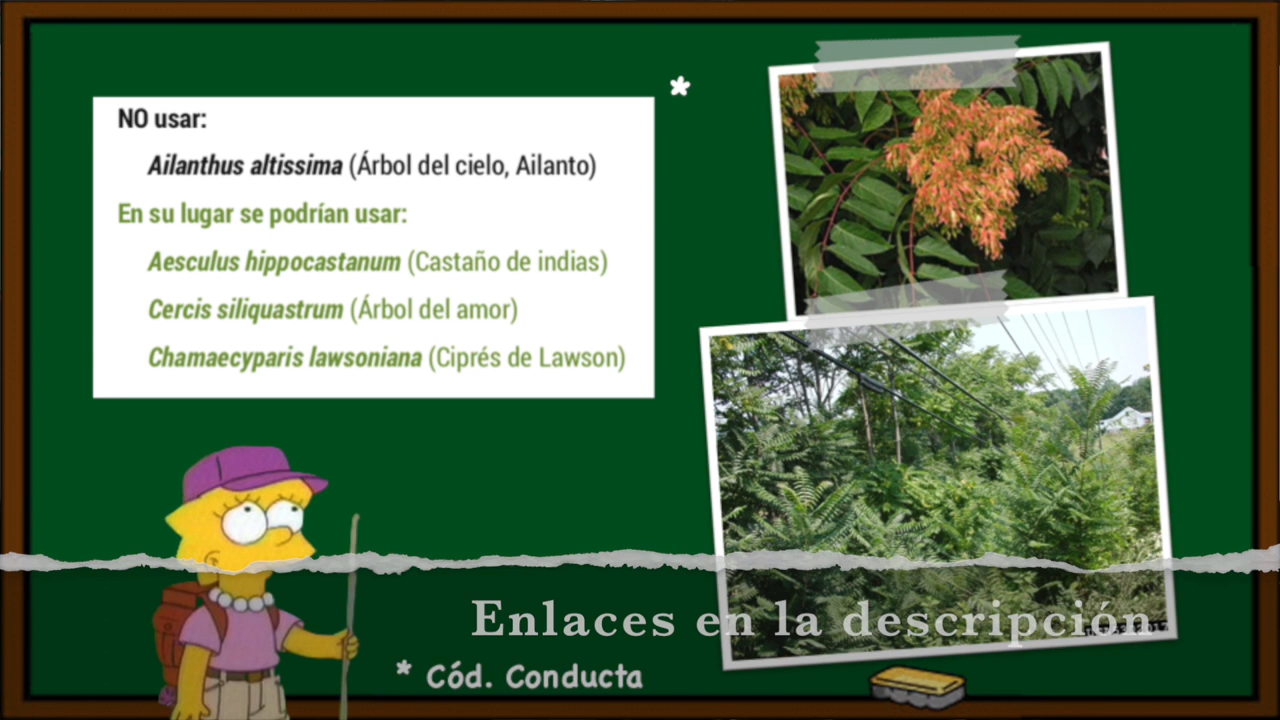 NO usar:
Ailanthus altissima (Árbol del cielo, Ailanto)
En su lugar se podrían usar:
Aesculus hippocastanum (Castaño de indias)
Cercis siliquastrum (Árbol del amor)
Chamaecyparis lawsoniana (Ciprés de Lawson)
*
Enlaces en la descripción
* Cód. Conducta